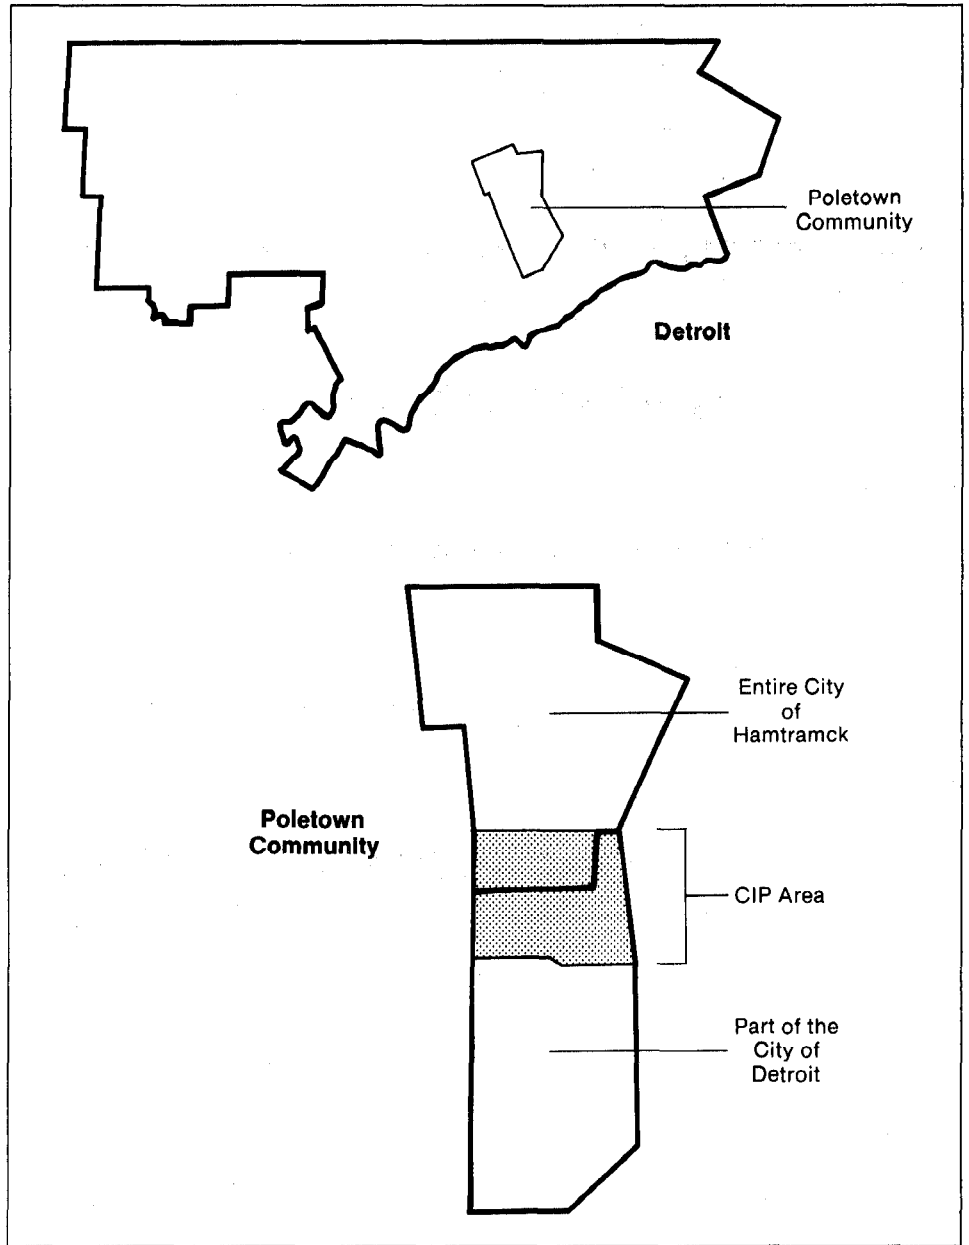 Poletown
Community
Detroit
Entire City
of
Hamtramck
Poletown
Community
CIP Area
Part of the
City of
Detroit